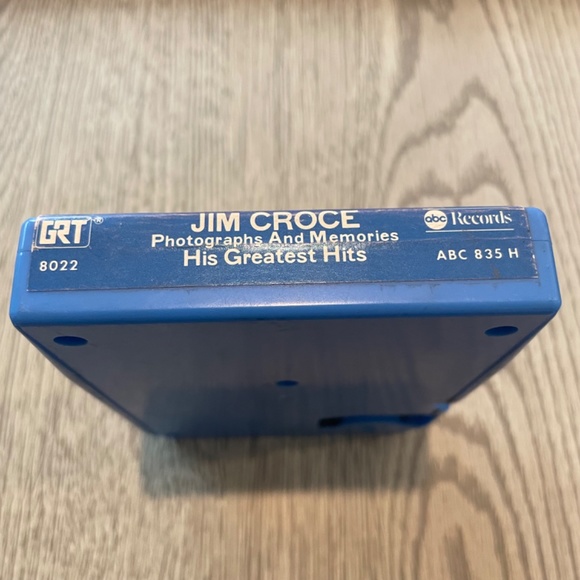 GRT®
8022
JIM CROCE
Photographs And Memories
His Greatest Hits
abc Records
ABC 835 H